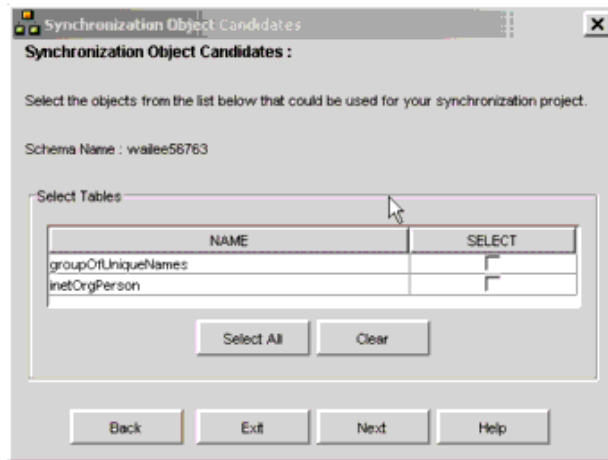 Synchronization Object Candidates
Synchronization Object Candidates :
Select the objects from the list below that could be used for your synchronization project.
Schema Name : wailee56763
Select Tables
NAME SELECT
groupOfUniqueNames
inetOrgPerson
Select All Clear
Back Exit Next Help